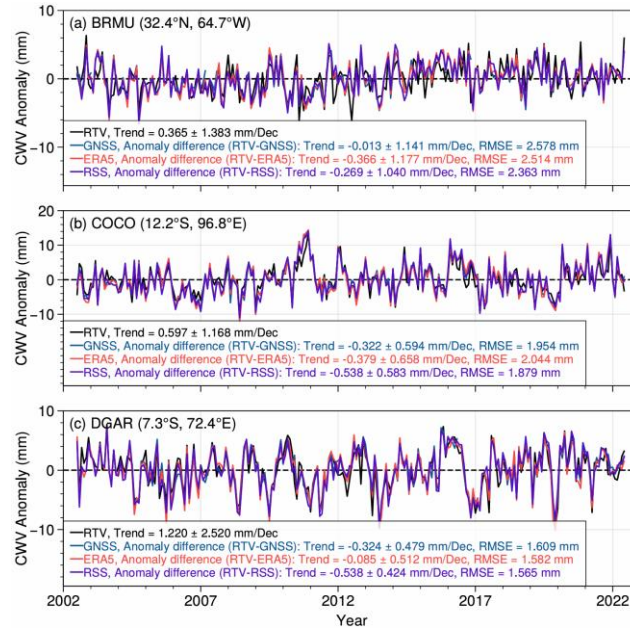 10
(a) BRMU (32.4°N, 64.7°W)
CWV Anomaly (mm)
0
RTV, Trend = 0.365 ± 1.383 mm/Dec
GNSS, Anomaly difference (RTV-GNSS): Trend = -0.013 ± 1.141 mm/Dec, RMSE = 2.578 mm
−10
ERA5, Anomaly difference (RTV-ERA5): Trend = -0.366 ± 1.177 mm/Dec, RMSE = 2.514 mm
RSS, Anomaly difference (RTV-RSS): Trend = -0.269 ± 1.040 mm/Dec, RMSE = 2.363 mm
20
(b) COCO (12.2°S, 96.8°E)
CWV Anomaly (mm)
10
0
−10
RTV, Trend = 0.597 ± 1.168 mm/Dec
GNSS, Anomaly difference (RTV-GNSS): Trend = -0.322 ± 0.594 mm/Dec, RMSE = 1.954 mm
ERA5, Anomaly difference (RTV-ERA5): Trend = -0.379 ± 0.658 mm/Dec, RMSE = 2.044 mm
RSS, Anomaly difference (RTV-RSS): Trend = -0.538 ± 0.583 mm/Dec, RMSE = 1.879 mm
10
(c) DGAR (7.3°S, 72.4°E)
CWV Anomaly (mm)
0
−10
RTV, Trend = 1.220 ± 2.520 mm/Dec
GNSS, Anomaly difference (RTV-GNSS): Trend = -0.324 ± 0.479 mm/Dec, RMSE = 1.609 mm
ERA5, Anomaly difference (RTV-ERA5): Trend = -0.085 ± 0.512 mm/Dec, RMSE = 1.582 mm
RSS, Anomaly difference (RTV-RSS): Trend = -0.538 ± 0.424 mm/Dec, RMSE = 1.565 mm
2002 2007 2012 2017 2022
Year